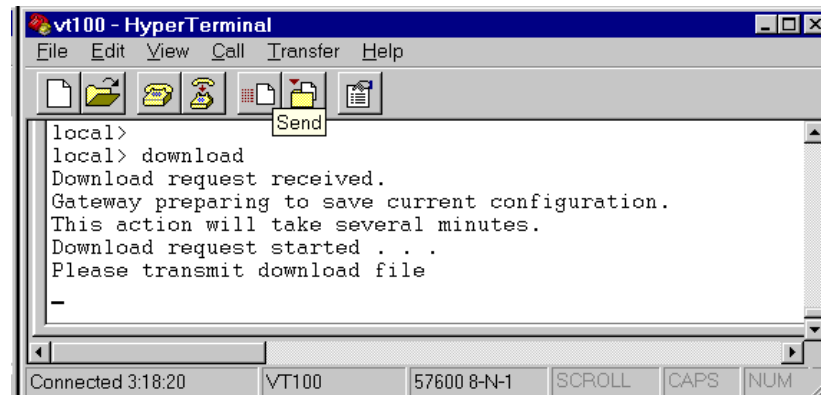 vt100 - HyperTerminal
File Edit View Call Transfer Help
Send
local>
local> download
Download request received.
Gateway preparing to save current configuration.
This action will take several minutes.
Download request started . . .
Please transmit download file
Connected 3:18:20 VT100 57600 8-N-1 SCROLL CAPS NUM